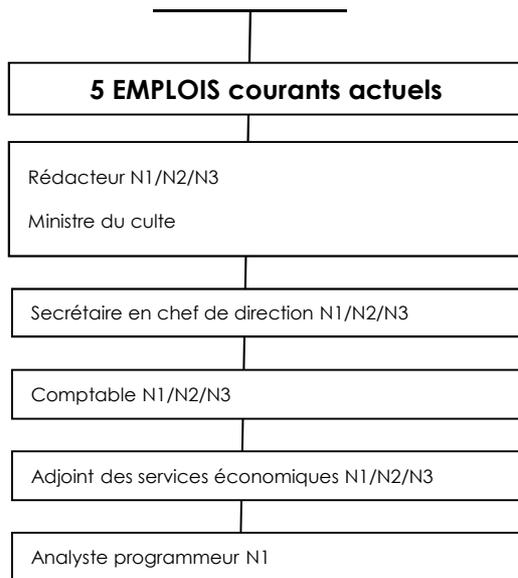 5 EMPLOIS courants actuels
Rédacteur N1/N2/N3
Ministre du culte
Secrétaire en chef de direction N1/N2/N3
Comptable N1/N2/N3
Adjoint des services économiques N1/N2/N3
Analyste programmeur N1